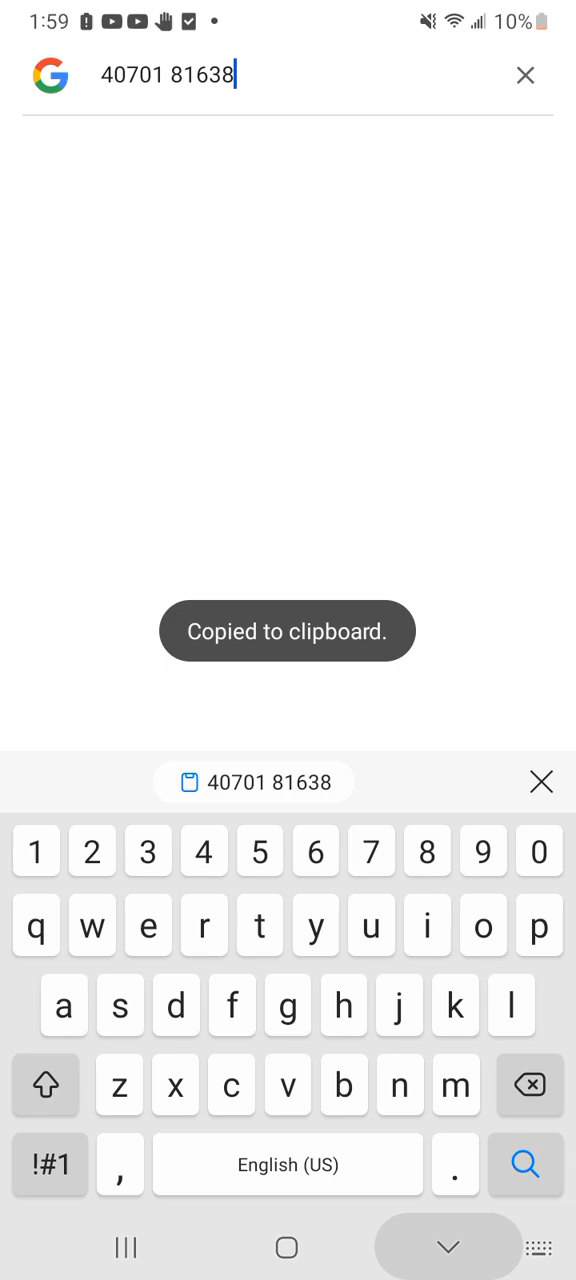 1:59
10%
40701 81638
Copied to clipboard.
40701 81638
1 2 3 4 5 6 7 8 9 0
q w e r t y u i o p
a s d f g h j k l
z x c v b n m
!#1 , English (US) .